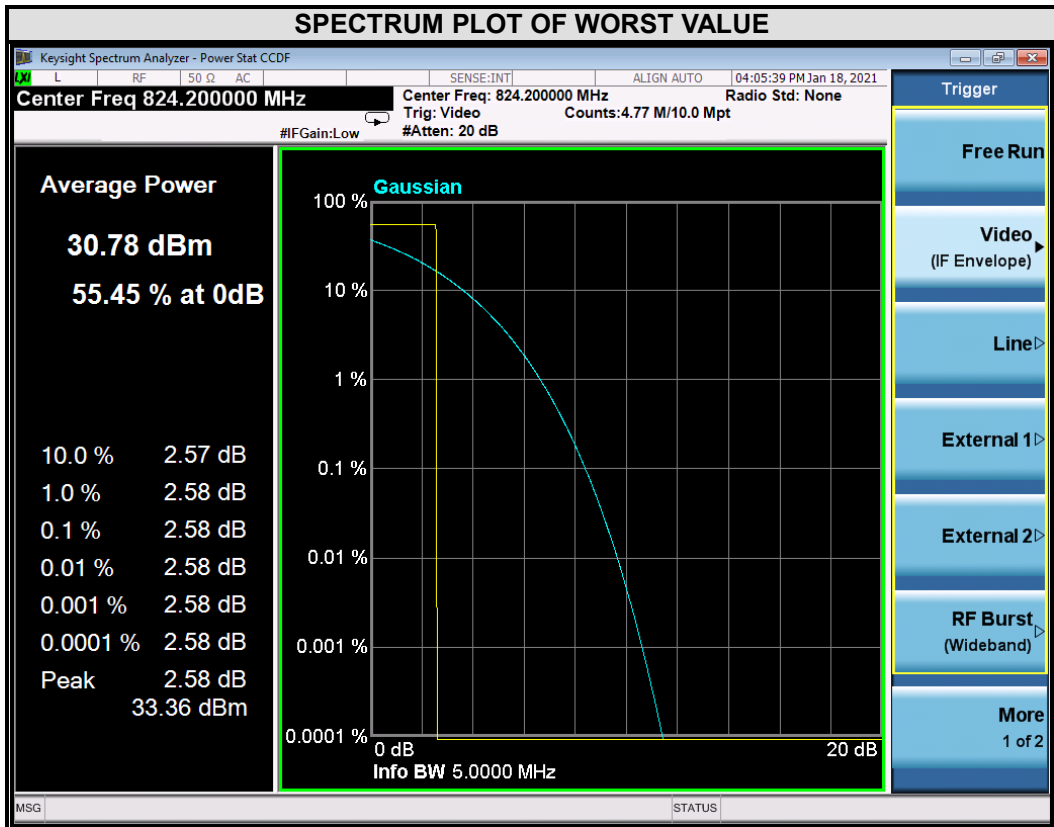 SPECTRUM PLOT OF WORST VALUE
Keysight Spectrum Analyzer - Power Stat CCDF
LXI L RF 50 Ω AC SENSE:INT ALIGN AUTO 04:05:39 PM Jan 18, 2021
Center Freq 824.200000 MHz
Center Freq: 824.200000 MHz Radio Std: None
Trig: Video Counts:4.77 M/10.0 Mpt
#IFGain:Low #Atten: 20 dB
Average Power
30.78 dBm
55.45 % at 0dB
10.0 % 2.57 dB
1.0 % 2.58 dB
0.1 % 2.58 dB
0.01 % 2.58 dB
0.001 % 2.58 dB
0.0001 % 2.58 dB
Peak 2.58 dB
33.36 dBm
Gaussian
100 %
10 %
1 %
0.1 %
0.01 %
0.001 %
0.0001 %
0 dB 20 dB
Info BW 5.0000 MHz
Trigger
Free Run
Video
(IF Envelope)
Line
External 1
External 2
RF Burst
(Wideband)
More
1 of 2
MSG STATUS